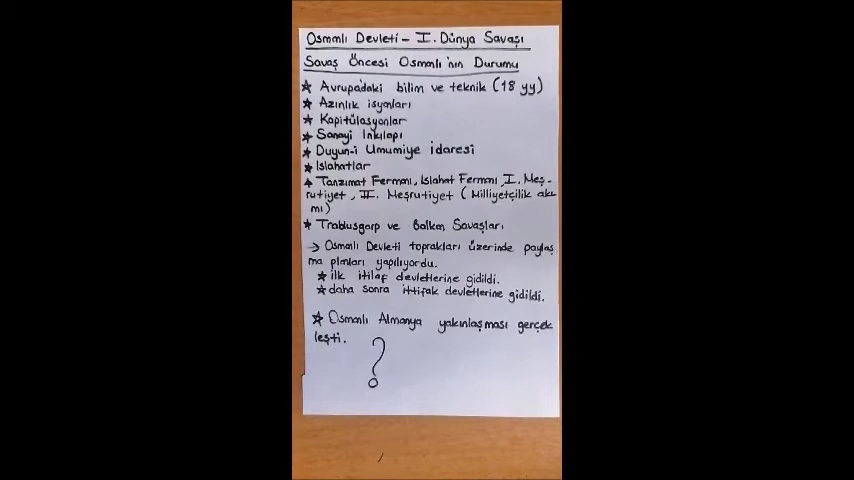 Osmanlı Devleti - I. Dünya Savaşı
Savaş Öncesi Osmanlı'nın Durumu
★ Avrupadaki bilim ve teknik (18 yy)
★ Azınlık isyanları
★ Kapitülasyonlar
★ Sanayi Inkılapı
★ Duyun-i Umumiye idaresi
★ Islahatlar
★ Tanzimat Fermanı, Islahat Fermanı, I. Meş-
rutiyet, II. Meşrutiyet (Milliyetçilik akı
mı)
★ Trablusgarp ve Balkan Savaşları
→ Osmanlı Devleti toprakları üzerinde paylaş
ma planları yapılıyordu.
★ ilk itilaf devletlerine gidildi.
★ daha sonra ittifak devletlerine gidildi.
★ Osmanlı Almanya yakınlaşması gerçek
leşti.
?